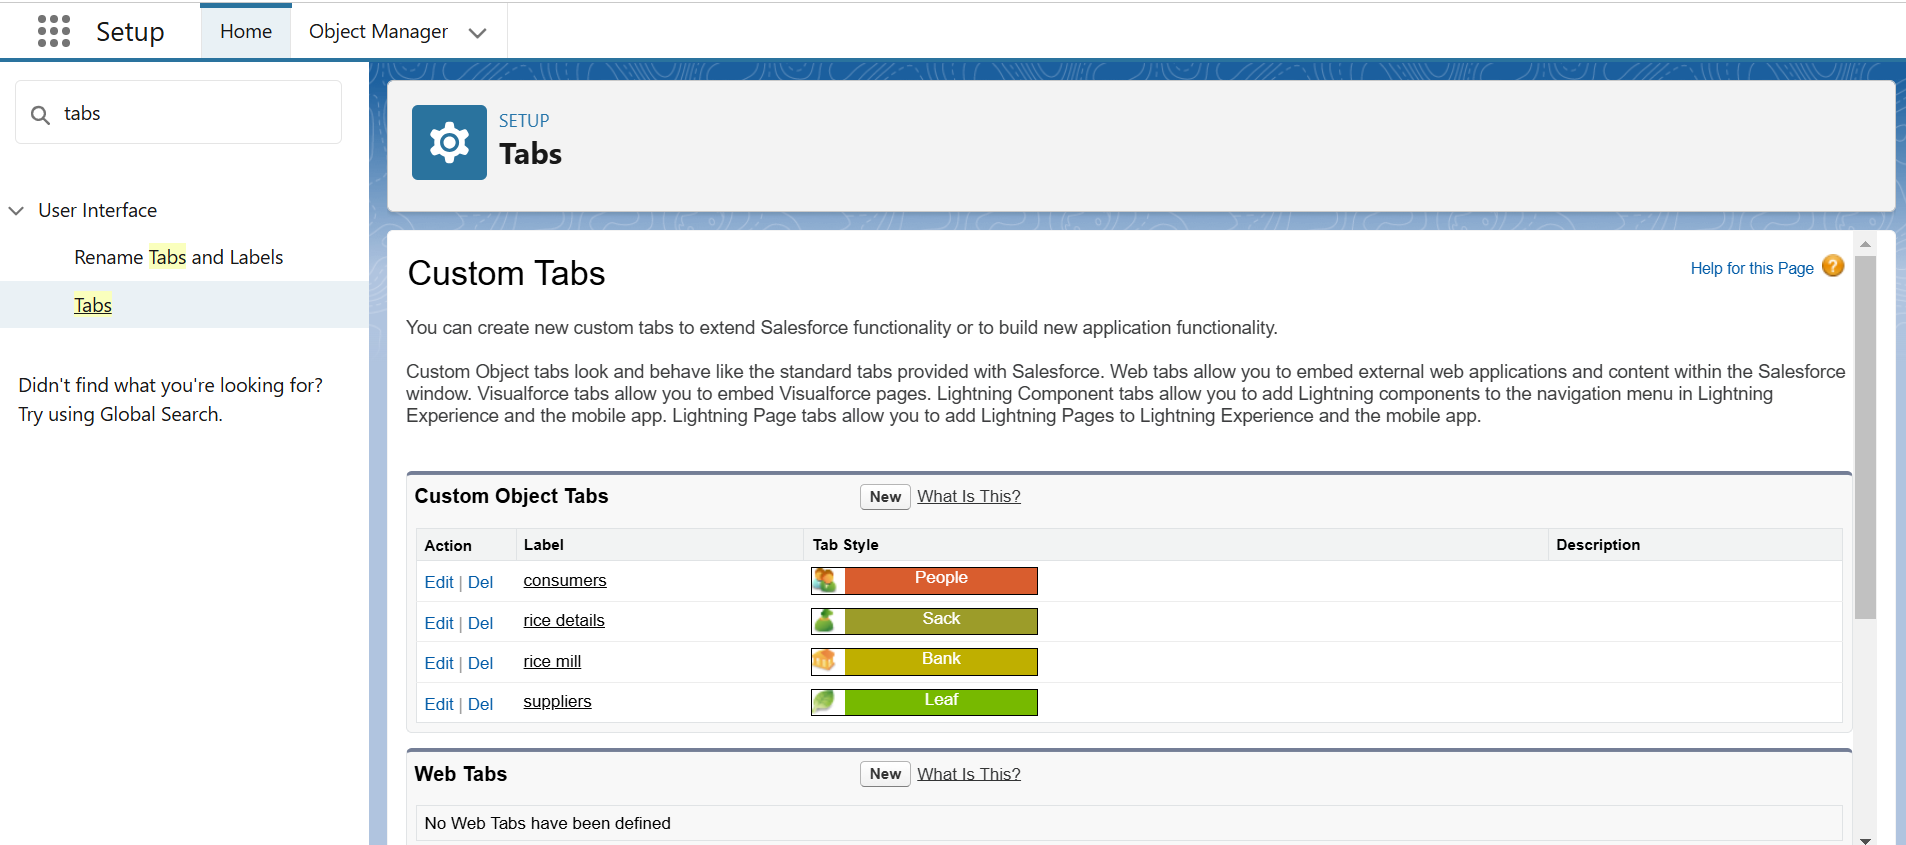 Setup
Home
Object Manager
tabs
User Interface
Rename Tabs and Labels
Tabs
Didn't find what you're looking for?
Try using Global Search.
SETUP
Tabs
Custom Tabs
Help for this Page
You can create new custom tabs to extend Salesforce functionality or to build new application functionality.
Custom Object tabs look and behave like the standard tabs provided with Salesforce. Web tabs allow you to embed external web applications and content within the Salesforce
window. Visualforce tabs allow you to embed Visualforce pages. Lightning Component tabs allow you to add Lightning components to the navigation menu in Lightning
Experience and the mobile app. Lightning Page tabs allow you to add Lightning Pages to Lightning Experience and the mobile app.
Custom Object Tabs New What Is This?
Action Label Tab Style Description
Edit | Del consumers People
Edit | Del rice details Sack
Edit | Del rice mill Bank
Edit | Del suppliers Leaf
Web Tabs New What Is This?
No Web Tabs have been defined